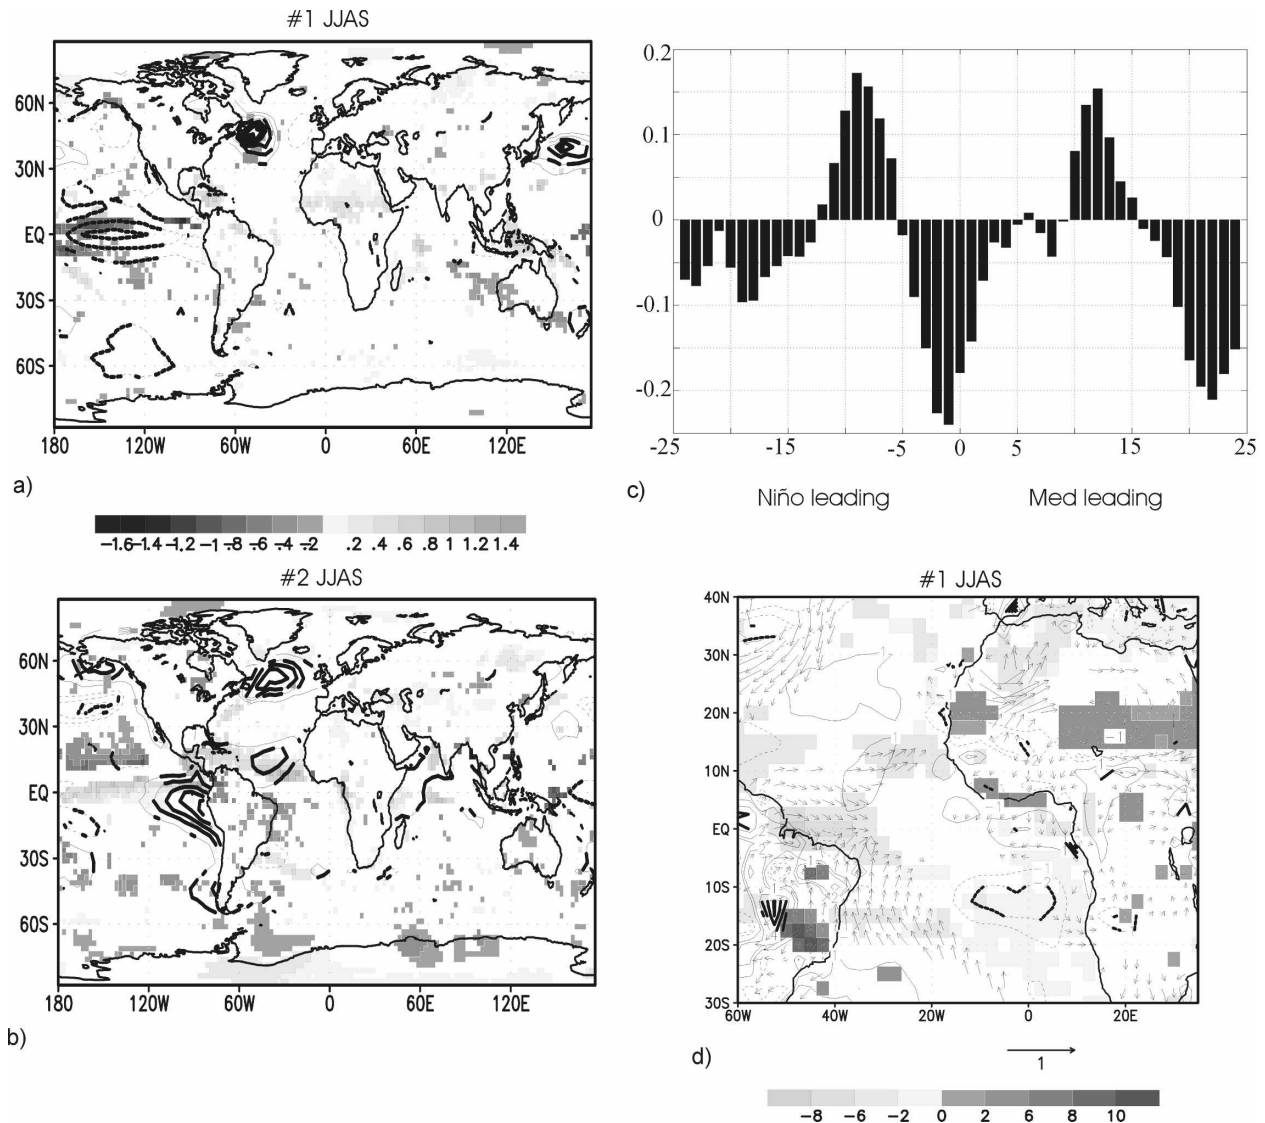 #1 JJAS
60N
30N
EQ
30S
60S
180 120W 60W 0 60E 120E
a)
-1.6 -1.4 -1.2 -1 -.8 -.6 -.4 -.2 .2 .4 .6 .8 1 1.2 1.4
#2 JJAS
60N
30N
EQ
30S
60S
180 120W 60W 0 60E 120E
b)
0.2
0.1
0
-0.1
-0.2
-25 -15 -5 0 5 15 25
c)
Niño leading Med leading
#1 JJAS
40N
30N
20N
10N
EQ
10S
20S
30S
-1
60W 40W 20W 0 20E
d)
1
-8 -6 -2 0 2 6 8 10